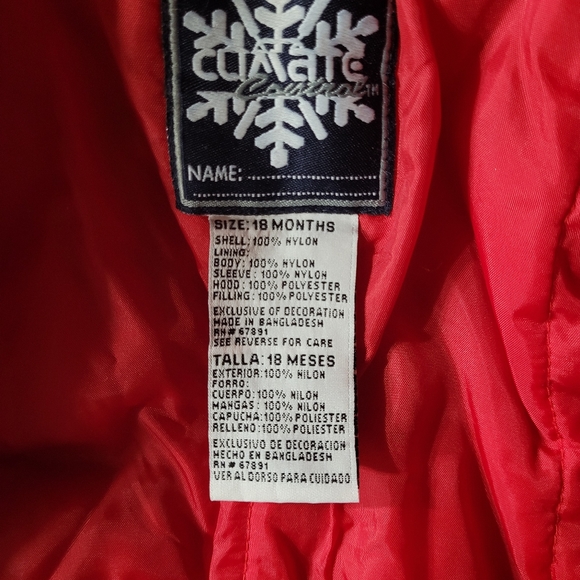 CLIMATE
Control TM
NAME:
SIZE: 18 MONTHS
SHELL: 100% NYLON
LINING:
BODY: 100% NYLON
SLEEVE: 100% NYLON
HOOD: 100% POLYESTER
FILLING: 100% POLYESTER
EXCLUSIVE OF DECORATION
MADE IN BANGLADESH
RN# 67891
SEE REVERSE FOR CARE
TALLA: 18 MESES
EXTERIOR: 100% NILON
FORRO:
CUERPO: 100% NILON
MANGAS: 100% NILON
CAPUCHA: 100% POLIESTER
RELLENO: 100% POLIESTER
EXCLUSIVO DE DECORACION
HECHO EN BANGLADESH
RN# 67891
VER AL DORSO PARA CUIDADO